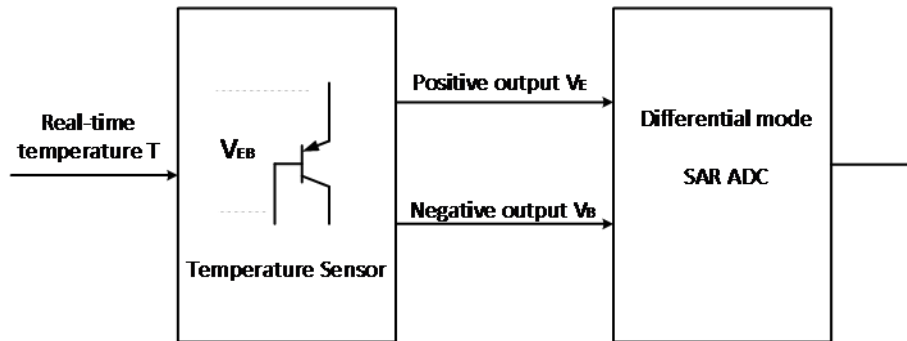 Real-time
temperature T
VEB
Temperature Sensor
Positive output VE
Negative output VB
Differential mode
SAR ADC